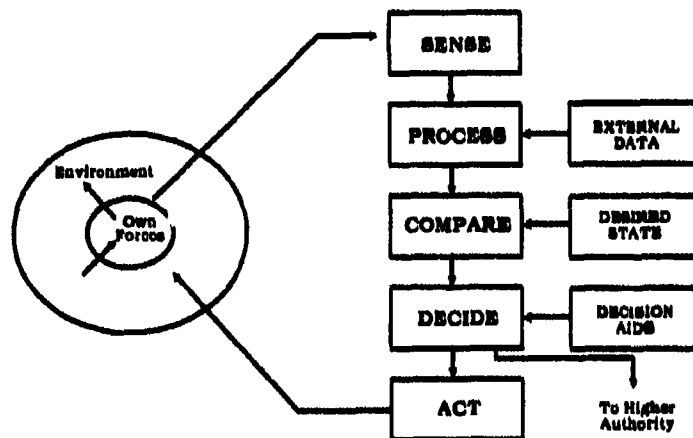 SENSE
PROCESS
EXTERNAL
DATA
Environment
Own
Forces
COMPARE
DESIRED
STATE
DECIDE
DECISION
AIDS
ACT
To Higher
Authority